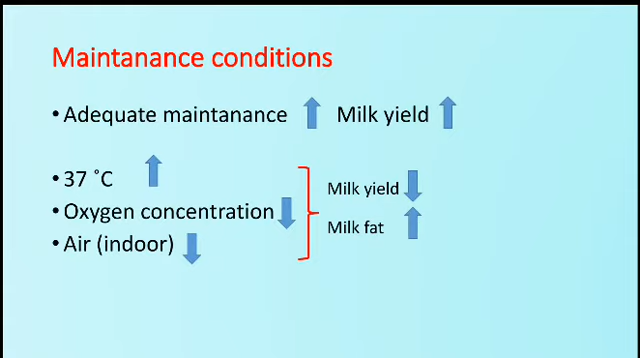 Maintanance conditions
• Adequate maintanance Milk yield
• 37 ˚C
• Oxygen concentration
• Air (indoor)
Milk yield
Milk fat